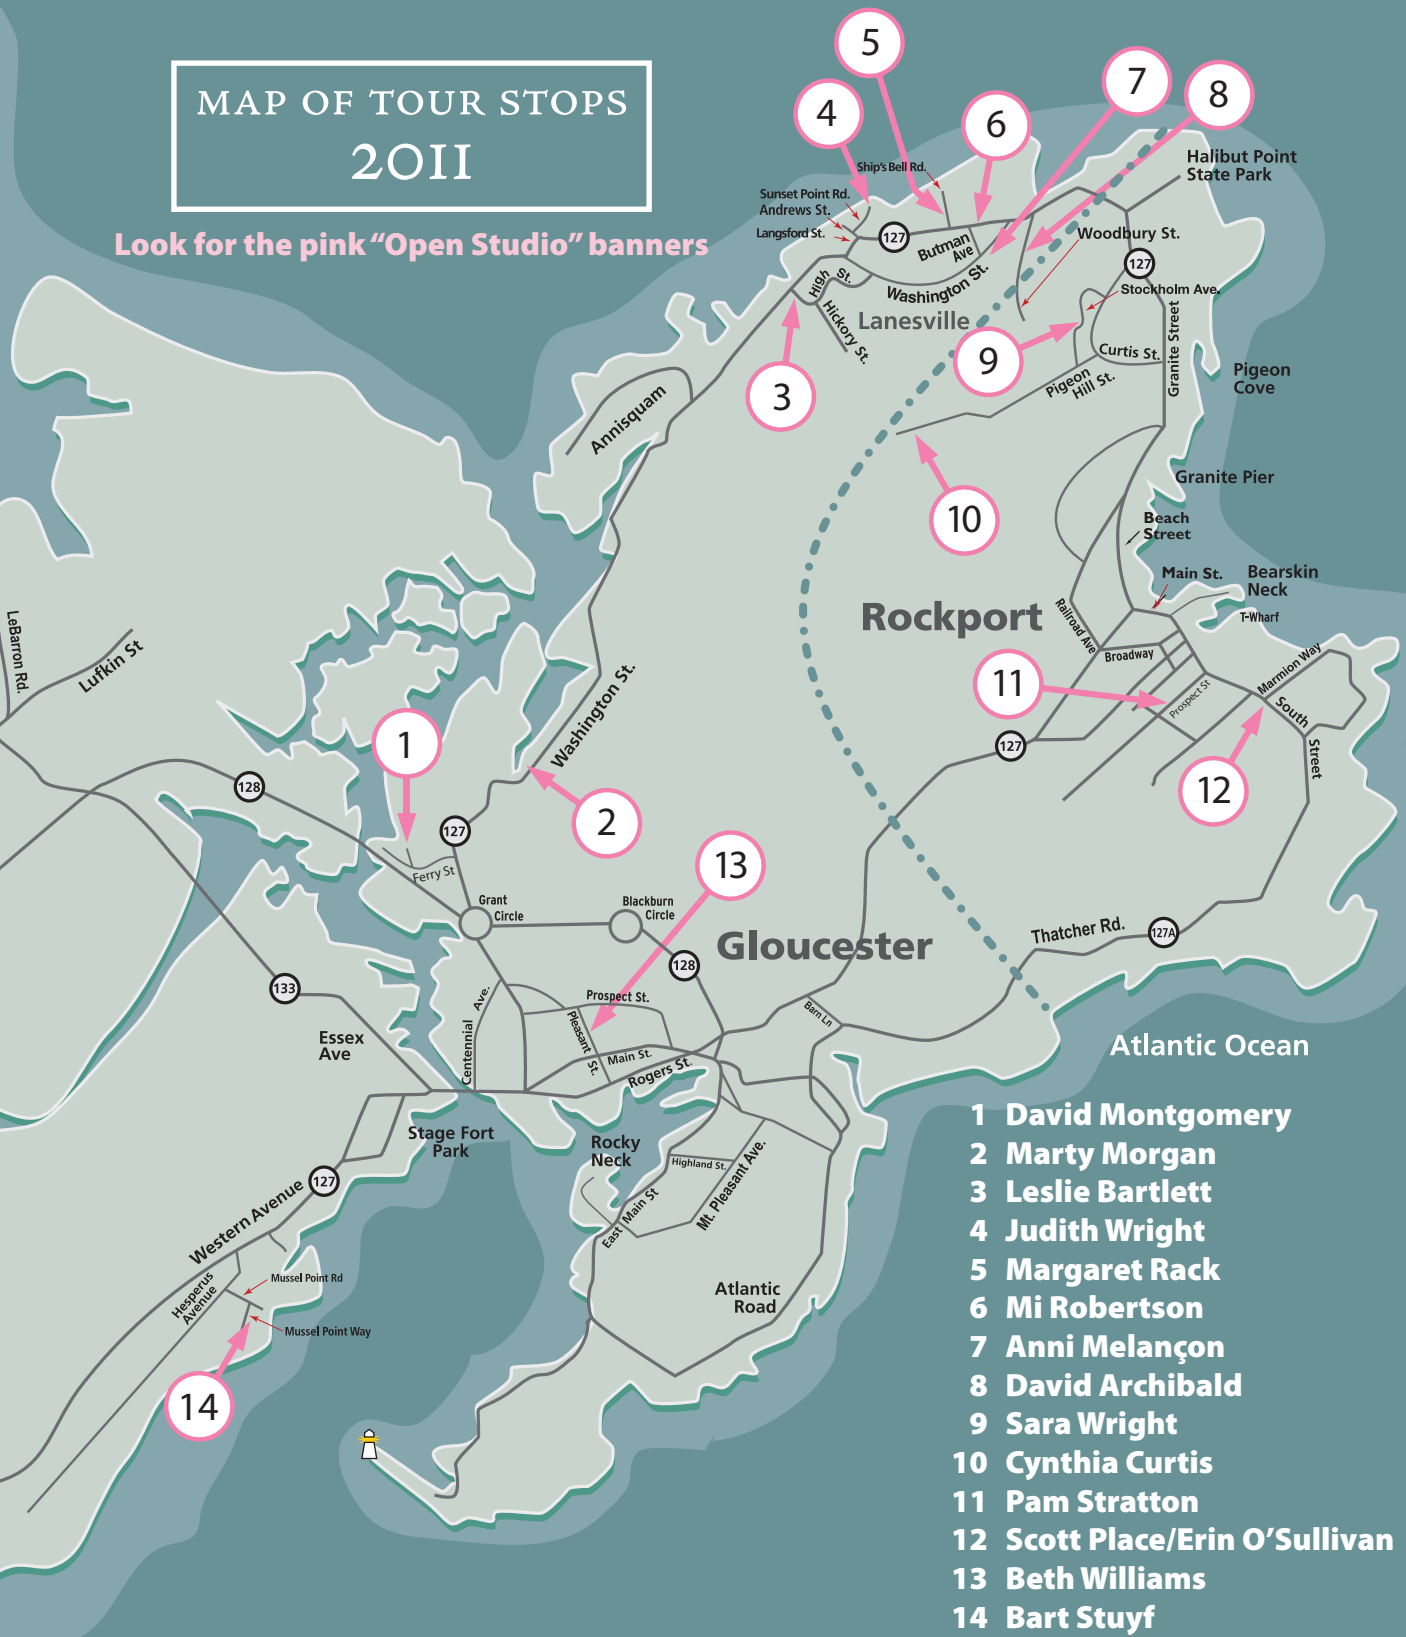 MAP OF TOUR STOPS
2011
Look for the pink “Open Studio” banners
5
7
8
4
6
Halibut Point
State Park
Ship's Bell Rd.
Sunset Point Rd.
Andrews St.
Langsford St.
127
Butman
Ave
Woodbury St.
127
High St.
Washington St.
Stockholm Ave.
Hickory St.
Lanesville
Granite Street
9
Curtis St.
Pigeon
Hill St.
Pigeon
Cove
3
Annisquam
Granite Pier
10
Beach
Street
Main St.
Bearskin
Neck
T-Wharf
LeBarron Rd.
Lufkin St
Rockport
Railroad Ave
Broadway
Marmion Way
11
Prospect St
South
Street
Washington St.
1
127
128
12
2
127
13
Ferry St
Grant
Circle
Blackburn
Circle
Gloucester
Thatcher Rd.
127A
128
133
Centennial Ave.
Prospect St.
Pleasant St.
Barn Ln
Essex
Ave
Main St.
Rogers St.
Atlantic Ocean
Stage Fort
Park
Rocky
Neck
Highland St.
Mt. Pleasant Ave.
127
Western Avenue
East Main St
Hesperus
Avenue
Mussel Point Rd
Mussel Point Way
Atlantic
Road
14
1 David Montgomery
2 Marty Morgan
3 Leslie Bartlett
4 Judith Wright
5 Margaret Rack
6 Mi Robertson
7 Anni Melançon
8 David Archibald
9 Sara Wright
10 Cynthia Curtis
11 Pam Stratton
12 Scott Place/Erin O’Sullivan
13 Beth Williams
14 Bart Stuyf